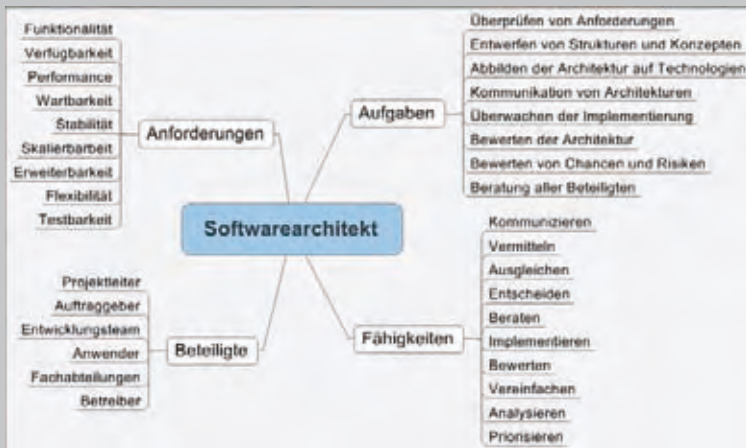 Funktionalität
Verfügbarkeit
Performance
Wartbarkeit
Stabilität
Skalierbarbeit
Erweiterbarkeit
Flexibilität
Testbarkeit
Anforderungen
Aufgaben
Überprüfen von Anforderungen
Entwerfen von Strukturen und Konzepten
Abbilden der Architektur auf Technologien
Kommunikation von Architekturen
Überwachen der Implementierung
Bewerten der Architektur
Bewerten von Chancen und Risiken
Beratung aller Beteiligten
Softwarearchitekt
Projektleiter
Auftraggeber
Entwicklungsteam
Anwender
Fachabteilungen
Betreiber
Beteiligte
Fähigkeiten
Kommunizieren
Vermitteln
Ausgleichen
Entscheiden
Beraten
Implementieren
Bewerten
Vereinfachen
Analysieren
Priorisieren